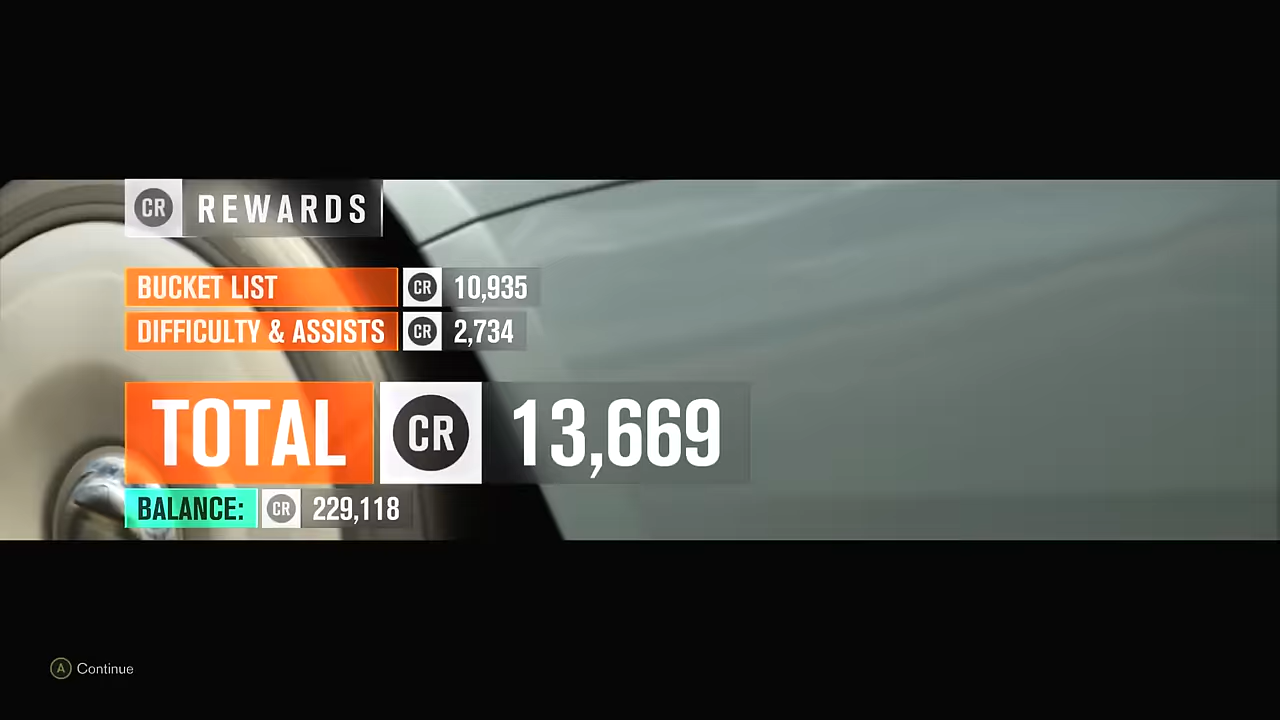 CR REWARDS
BUCKET LIST CR 10,935
DIFFICULTY & ASSISTS CR 2,734
TOTAL CR 13,669
BALANCE: CR 229,118
A Continue